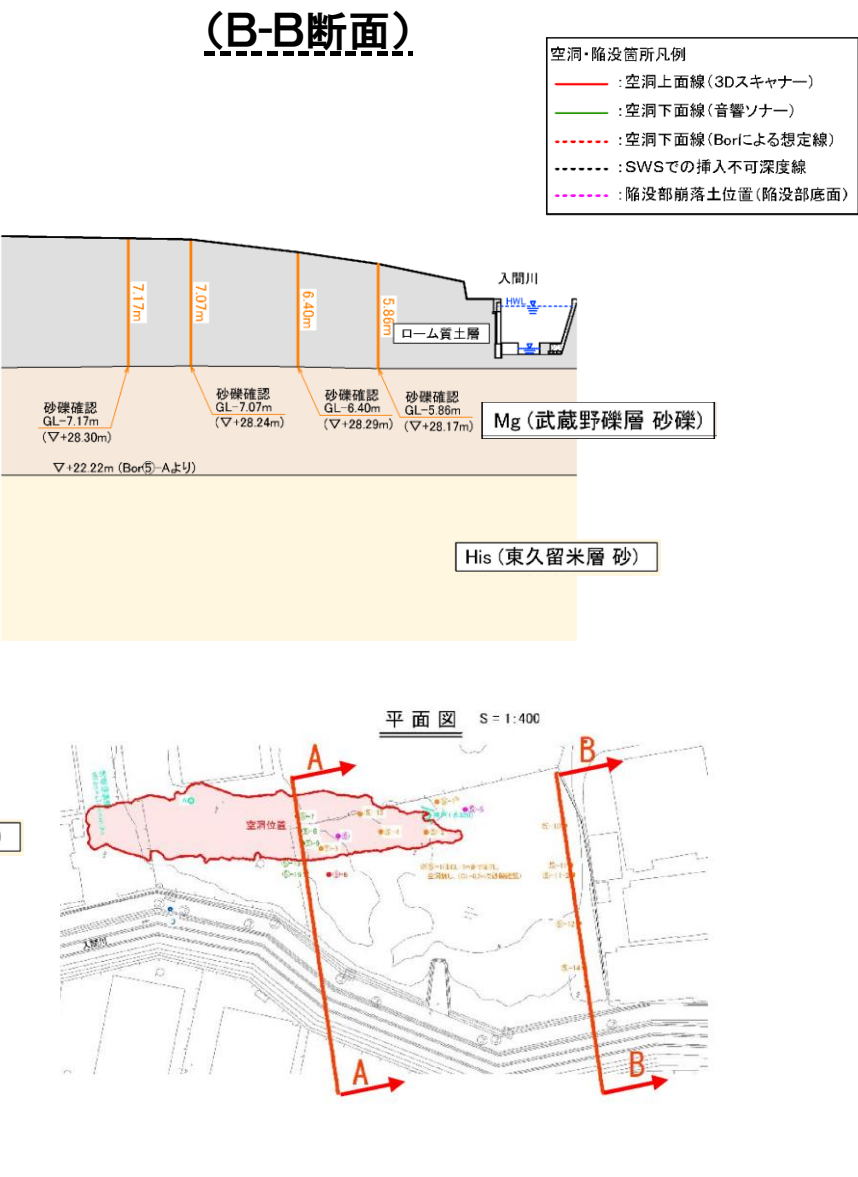 (B-B断面)
空洞・陥没箇所凡例
：空洞上面線(3Dスキャナー)
：空洞下面線(音響ソナー)
：空洞下面線(Borによる想定線)
：SWSでの挿入不可深度線
：陥没部崩落土位置(陥没部底面)
入間川
HWL
7.17m
7.07m
6.40m
5.86m
ローム質土層
砂礫確認
GL-7.17m
(▽+28.30m)
砂礫確認
GL-7.07m
(▽+28.24m)
砂礫確認
GL-6.40m
(▽+28.29m)
砂礫確認
GL-5.86m
(▽+28.17m)
Mg (武蔵野礫層 砂礫)
▽+22.22m (Bor⑤-Aより)
His (東久留米層 砂)
平面図 S = 1:400
A
B
空洞位置
入間川
A
B